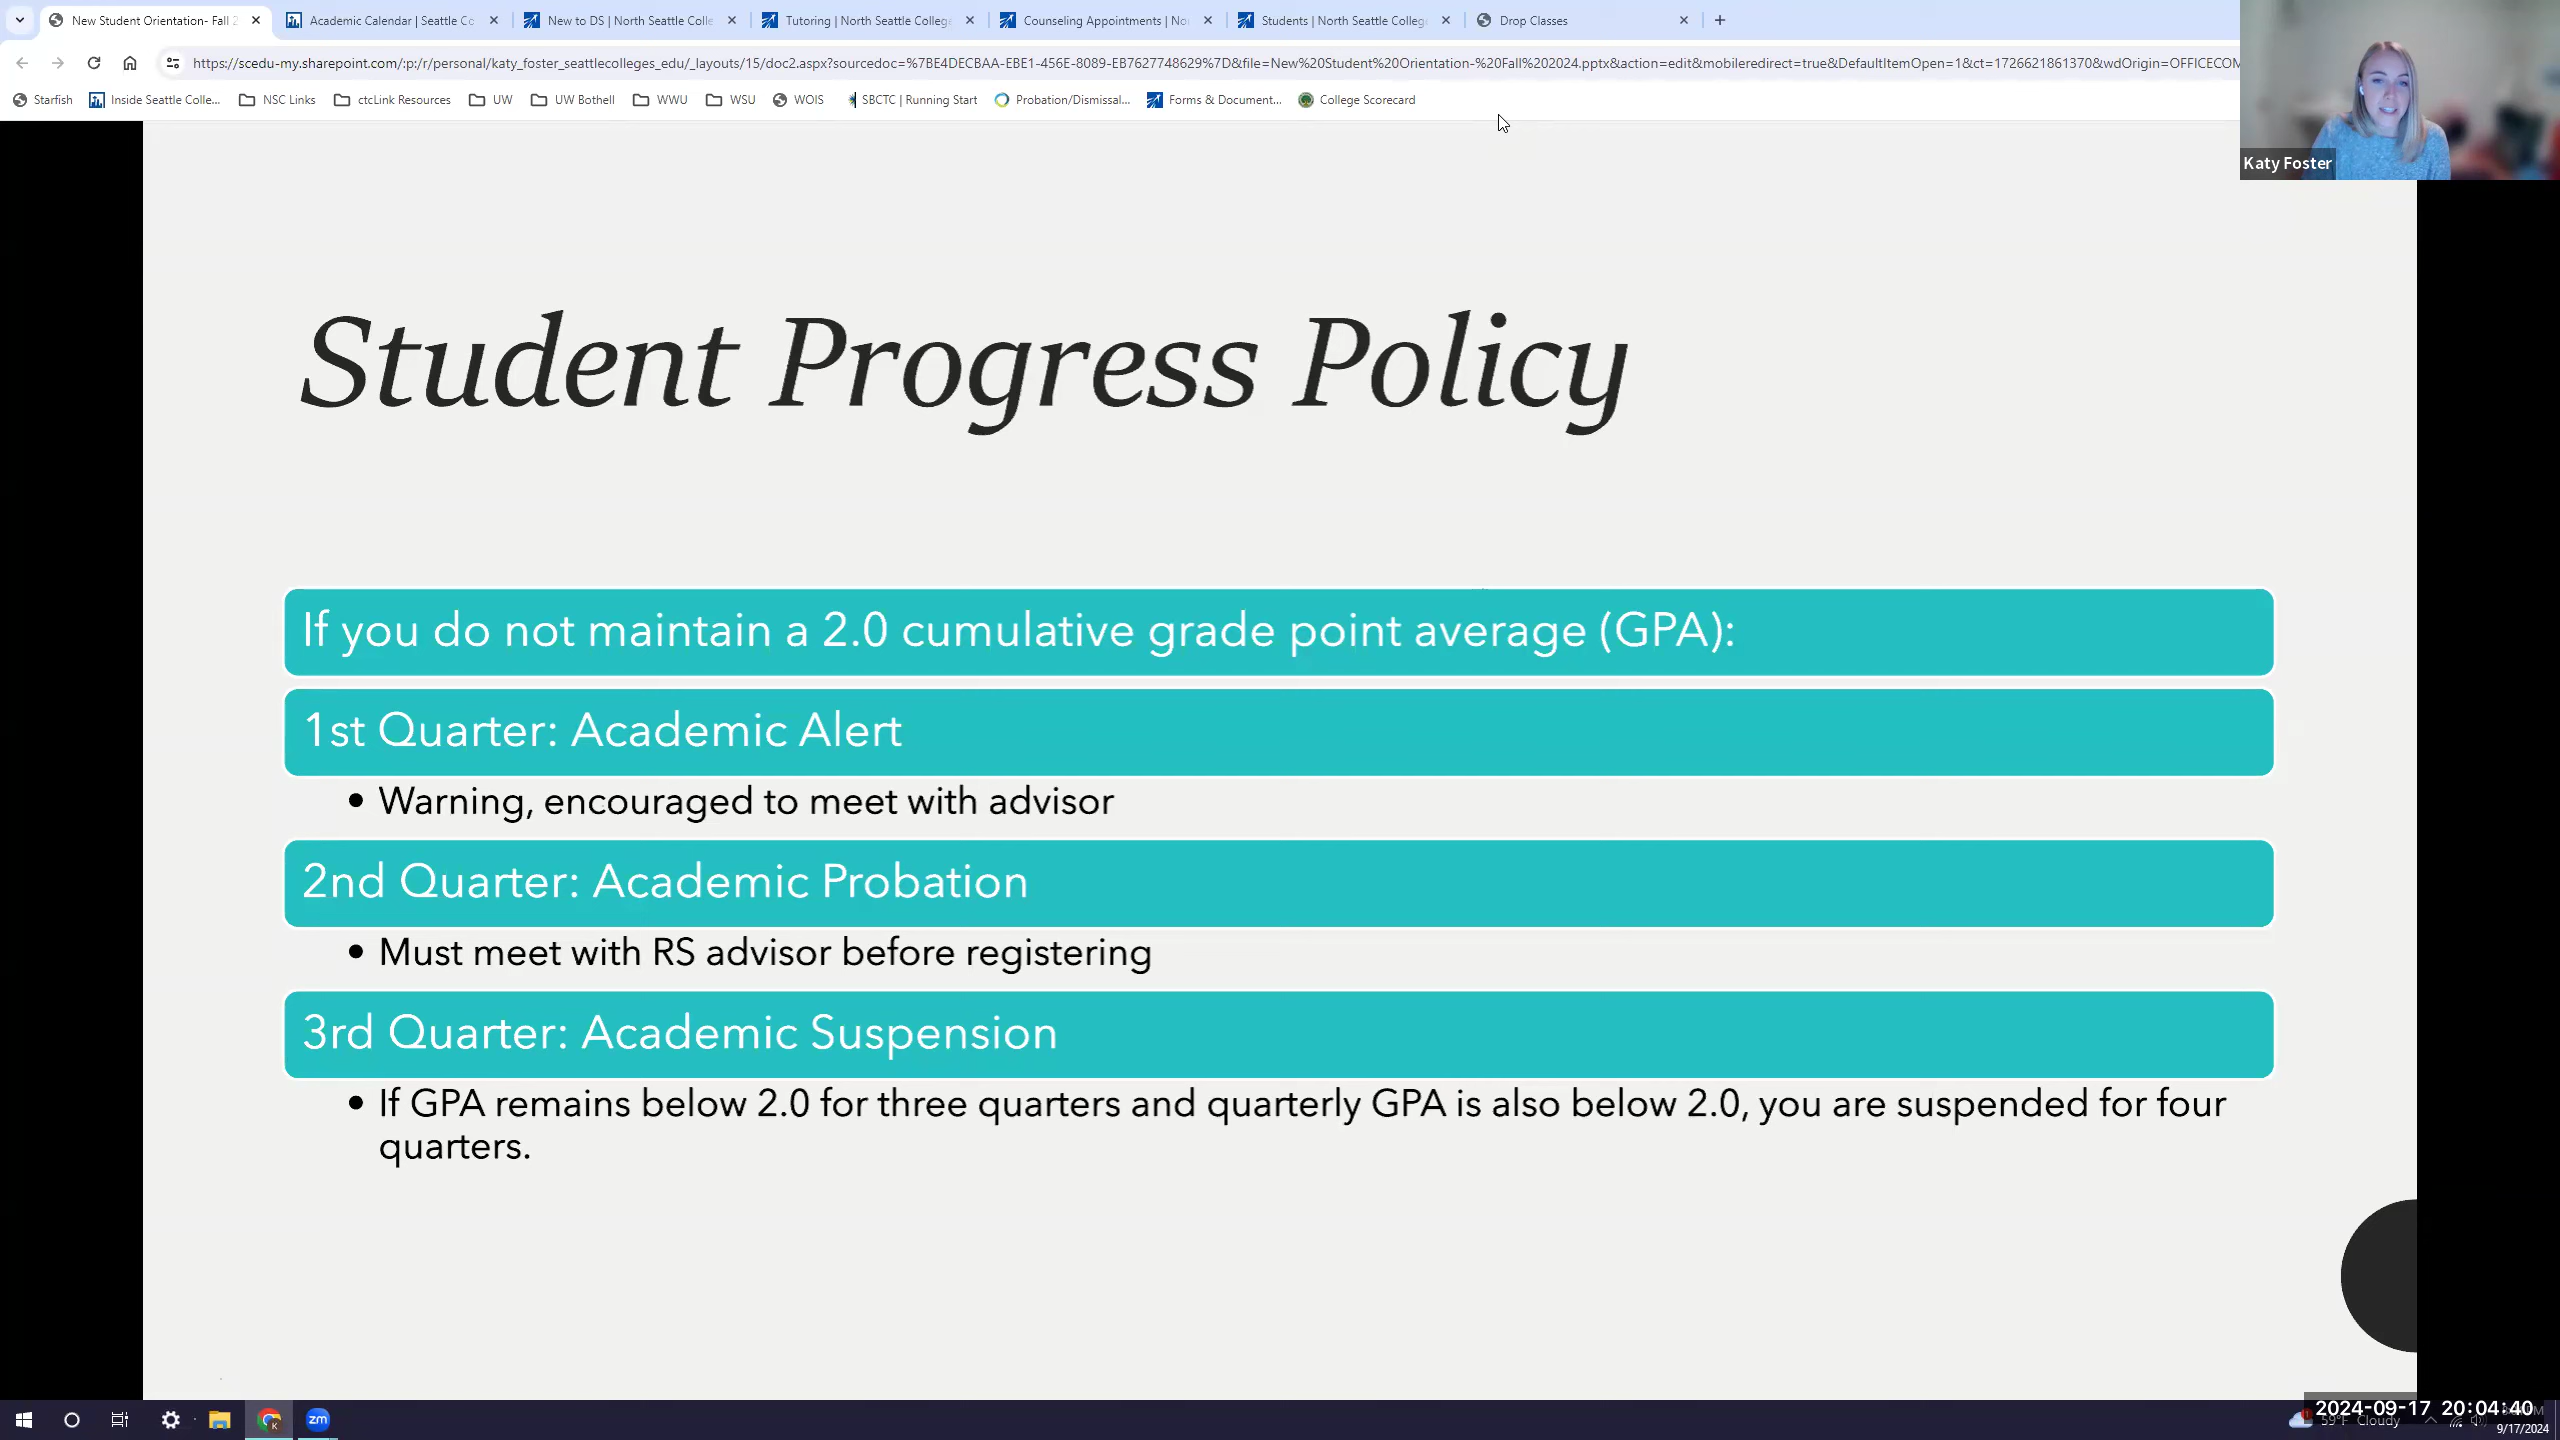 New Student Orientation- Fall 2
Academic Calendar | Seattle Co
New to DS | North Seattle Colle
Tutoring | North Seattle College
Counseling Appointments | No
Students | North Seattle College
Drop Classes
https://scedu-my.sharepoint.com/:p:/r/personal/katy_foster_seattlecolleges_edu/_layouts/15/doc2.aspx?sourcedoc=%7BE4DECBAA-EBE1-456E-8089-EB7627748629%7D&file=New%20Student%20Orientation-%20Fall%202024.pptx&action=edit&mobileredirect=true&DefaultItemOpen=1&ct=1726621861370&wdOrigin=OFFICECOM
Starfish
Inside Seattle Colle...
NSC Links
ctcLink Resources
UW
UW Bothell
WWU
WSU
WOIS
SBCTC | Running Start
Probation/Dismissal...
Forms & Document...
College Scorecard
Katy Foster
Student Progress Policy
If you do not maintain a 2.0 cumulative grade point average (GPA):
1st Quarter: Academic Alert
• Warning, encouraged to meet with advisor
2nd Quarter: Academic Probation
• Must meet with RS advisor before registering
3rd Quarter: Academic Suspension
• If GPA remains below 2.0 for three quarters and quarterly GPA is also below 2.0, you are suspended for four
quarters.
zm
59°F Cloudy
2024-09-17 20:04:40
9/17/2024